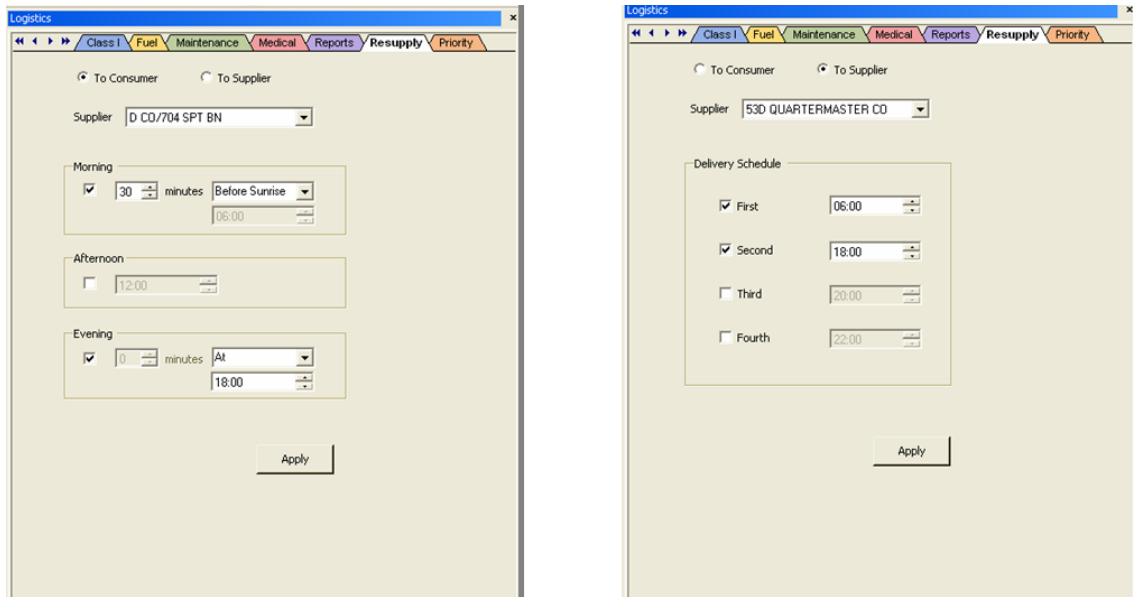 Logistics x
Class I Fuel Maintenance Medical Reports Resupply Priority
To Consumer To Supplier
Supplier D CO/704 SPT BN
Morning
30 minutes Before Sunrise
06:00
Afternoon
12:00
Evening
0 minutes At
18:00
Apply
Logistics x
Class I Fuel Maintenance Medical Reports Resupply Priority
To Consumer To Supplier
Supplier 53D QUARTERMASTER CO
Delivery Schedule
First 06:00
Second 18:00
Third 20:00
Fourth 22:00
Apply